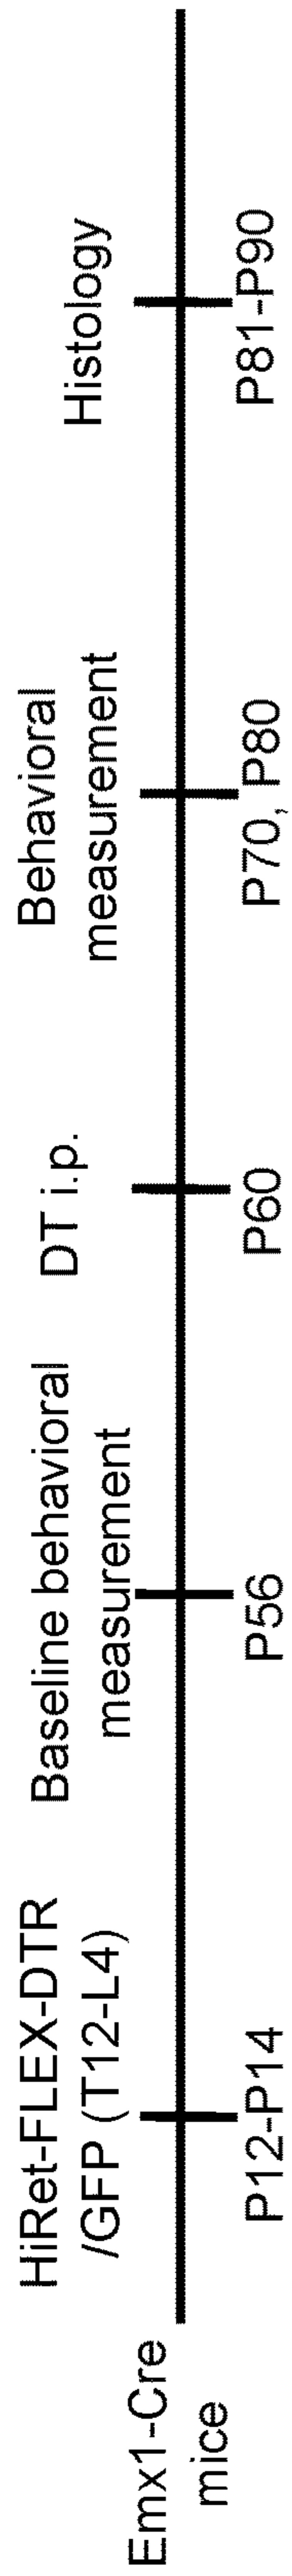 Emx1-Cre
mice
HiRet-FLEX-DTR
/GFP (T12-L4)
P12-P14
Baseline behavioral
measurement
P56
DT i.p.
P60
Behavioral
measurement
P70, P80
Histology
P81-P90